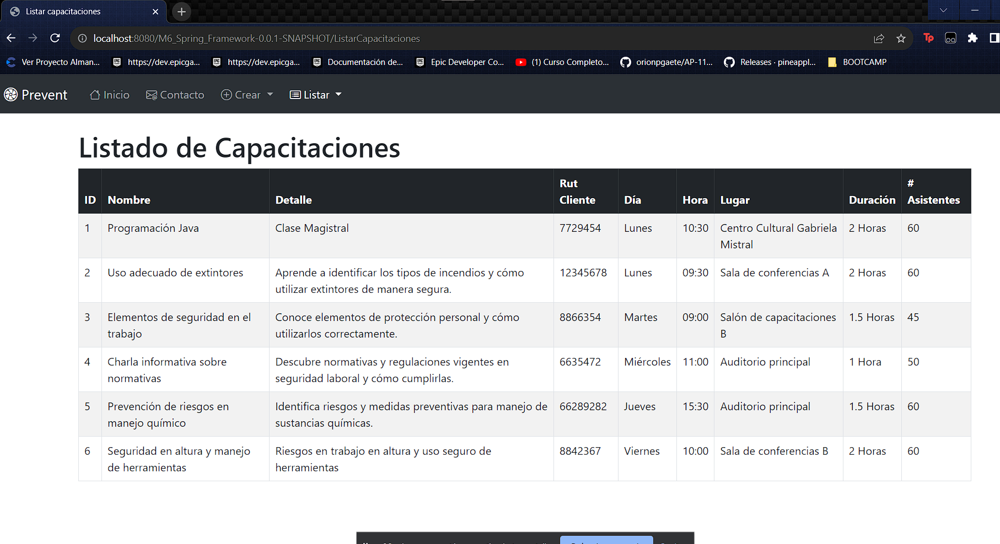 Listar capacitaciones
localhost:8080/M6_Spring_Framework-0.0.1-SNAPSHOT/ListarCapacitaciones
Tp
Ver Proyecto Alman... https://dev.epicga... https://dev.epicga... Documentación de... Epic Developer Co... (1) Curso Completo... orionpgaete/AP-11... Releases · pineappl... BOOTCAMP
Prevent Inicio Contacto Crear Listar
Listado de Capacitaciones
ID Nombre Detalle Rut Cliente Día Hora Lugar Duración # Asistentes
1 Programación Java Clase Magistral 7729454 Lunes 10:30 Centro Cultural Gabriela 2 Horas 60
Mistral
2 Uso adecuado de extintores Aprende a identificar los tipos de incendios y cómo 12345678 Lunes 09:30 Sala de conferencias A 2 Horas 60
utilizar extintores de manera segura.
3 Elementos de seguridad en el Conoce elementos de protección personal y cómo 8866354 Martes 09:00 Salón de capacitaciones 1.5 Horas 45
trabajo utilizarlos correctamente. B
4 Charla informativa sobre Descubre normativas y regulaciones vigentes en 6635472 Miércoles 11:00 Auditorio principal 1 Hora 50
normativas seguridad laboral y cómo cumplirlas.
5 Prevención de riesgos en Identifica riesgos y medidas preventivas para manejo de 66289282 Jueves 15:30 Auditorio principal 1.5 Horas 60
manejo químico sustancias químicas.
6 Seguridad en altura y manejo Riesgos en trabajo en altura y uso seguro de 8842367 Viernes 10:00 Sala de conferencias B 2 Horas 60
de herramientas herramientas